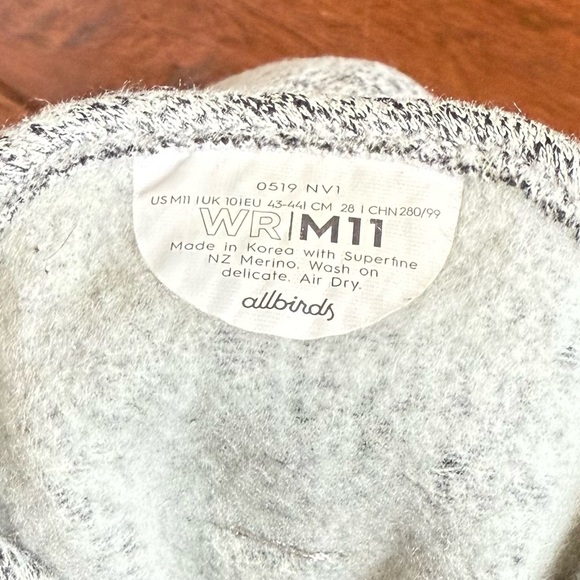 0519 NV1
US M11 | UK 10 | EU 43-44 | CM 28 | CHN 280/99
WR|M11
Made in Korea with Superfine
NZ Merino. Wash on
delicate. Air Dry.
allbirds